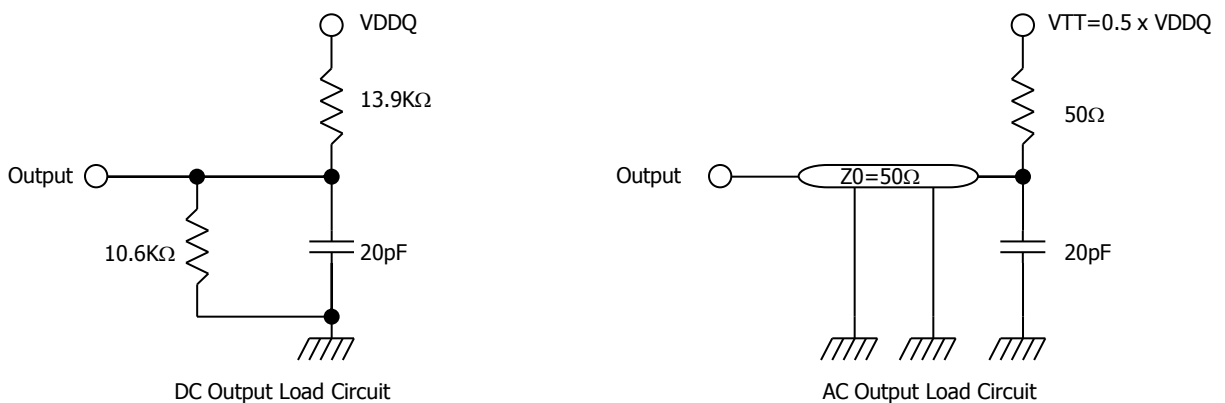 VDDQ
13.9KΩ
Output
10.6KΩ
20pF
DC Output Load Circuit
VTT=0.5 x VDDQ
50Ω
Output
Z0=50Ω
20pF
AC Output Load Circuit